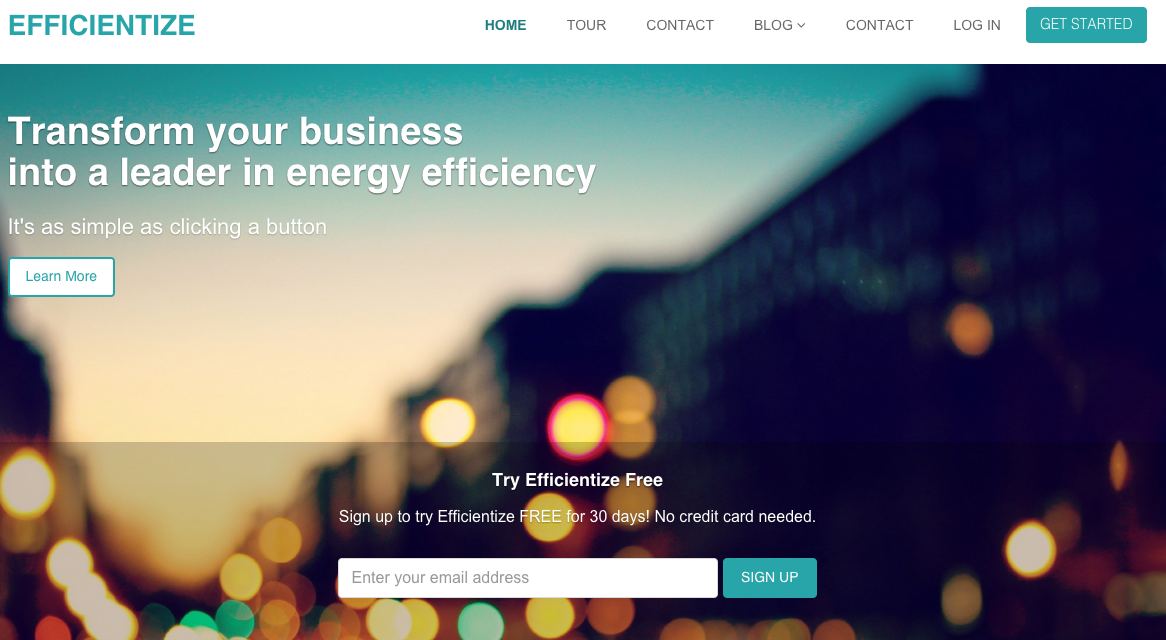 EFFICIENTIZE
HOME TOUR CONTACT BLOG CONTACT LOG IN GET STARTED
Transform your business
into a leader in energy efficiency
It's as simple as clicking a button
Learn More
Try Efficientize Free
Sign up to try Efficientize FREE for 30 days! No credit card needed.
Enter your email address SIGN UP